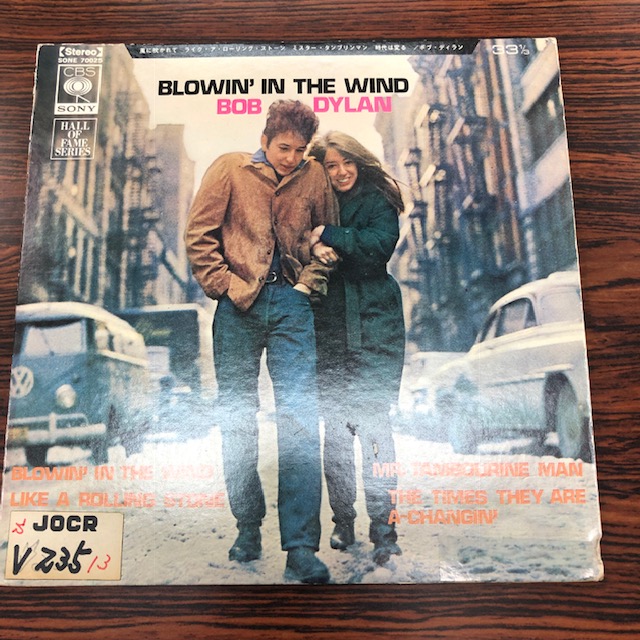 Stereo
SONE 70025
風に吹かれて ライク・ア・ローリング・ストーン ミスター・タンブリンマン 時代は変る /ボブ・ディラン
33⅓
CBS
SONY
HALL
OF
FAME
SERIES
BLOWIN' IN THE WIND
BOB DYLAN
BLOWIN' IN THE WIND
LIKE A ROLLING STONE
MR. TAMBOURINE MAN
THE TIMES THEY ARE
A-CHANGIN'
JOCR
V235
13